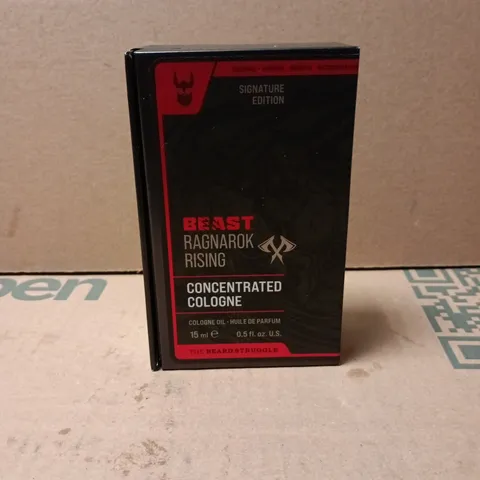 SIGNATURE
EDITION
BEAST
RAGNAROK
RISING
CONCENTRATED
COLOGNE
COLOGNE OIL - HUILE DE PARFUM
15 ml ℮ 0.5 fl. oz. U.S.
THE BEARD STRUGGLE
pen